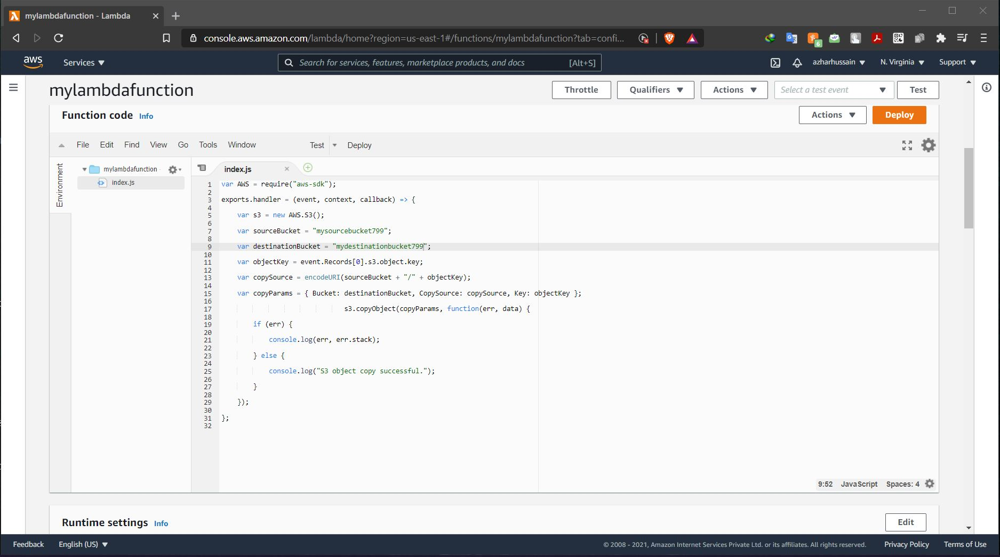 mylambdafunction - Lambda
console.aws.amazon.com/lambda/home?region=us-east-1#/functions/mylambdafunction?tab=confi...
6
aws
Services
Search for services, features, marketplace products, and docs [Alt+S]
azharhussain
N. Virginia
Support
mylambdafunction
Throttle
Qualifiers
Actions
Select a test event
Test
Function code Info
Actions
Deploy
File Edit Find View Go Tools Window Test Deploy
Environment
mylambdafunction -
index.js
index.js
1 var AWS = require("aws-sdk");
2
3 exports.handler = (event, context, callback) => {
4
5 var s3 = new AWS.S3();
6
7 var sourceBucket = "mysourcebucket799";
8
9 var destinationBucket = "mydestinationbucket799";
10
11 var objectKey = event.Records[0].s3.object.key;
12
13 var copySource = encodeURI(sourceBucket + "/" + objectKey);
14
15 var copyParams = { Bucket: destinationBucket, CopySource: copySource, Key: objectKey };
16
17 s3.copyObject(copyParams, function(err, data) {
18
19 if (err) {
20
21 console.log(err, err.stack);
22
23 } else {
24
25 console.log("S3 object copy successful.");
26
27 }
28
29 });
30
31 };
32
9:52 JavaScript Spaces: 4
Runtime settings Info
Edit
Feedback English (US)
© 2008 - 2021, Amazon Internet Services Private Ltd. or its affiliates. All rights reserved. Privacy Policy Terms of Use